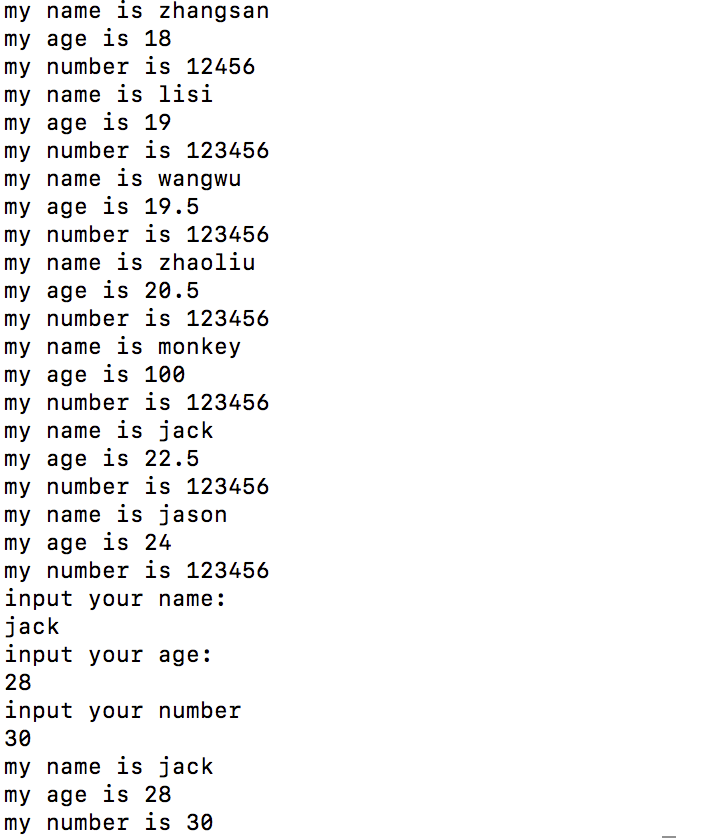 my name is zhangsan
my age is 18
my number is 12456
my name is lisi
my age is 19
my number is 123456
my name is wangwu
my age is 19.5
my number is 123456
my name is zhaoliu
my age is 20.5
my number is 123456
my name is monkey
my age is 100
my number is 123456
my name is jack
my age is 22.5
my number is 123456
my name is jason
my age is 24
my number is 123456
input your name:
jack
input your age:
28
input your number
30
my name is jack
my age is 28
my number is 30